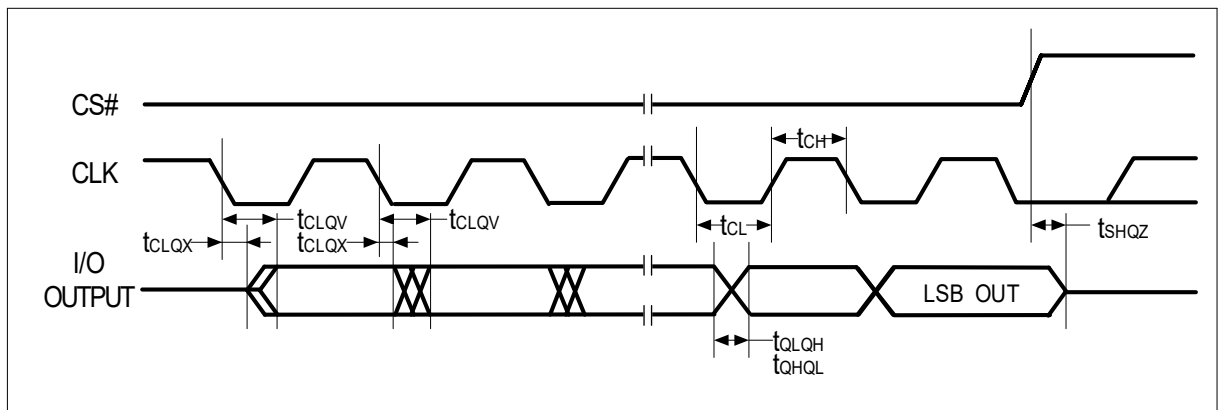 CS#
CLK
tCH
tCLQV
tCLQV
tCL
tCLQX
tCLQX
tSHQZ
I/O
OUTPUT
LSB OUT
tQLQH
tQHQL